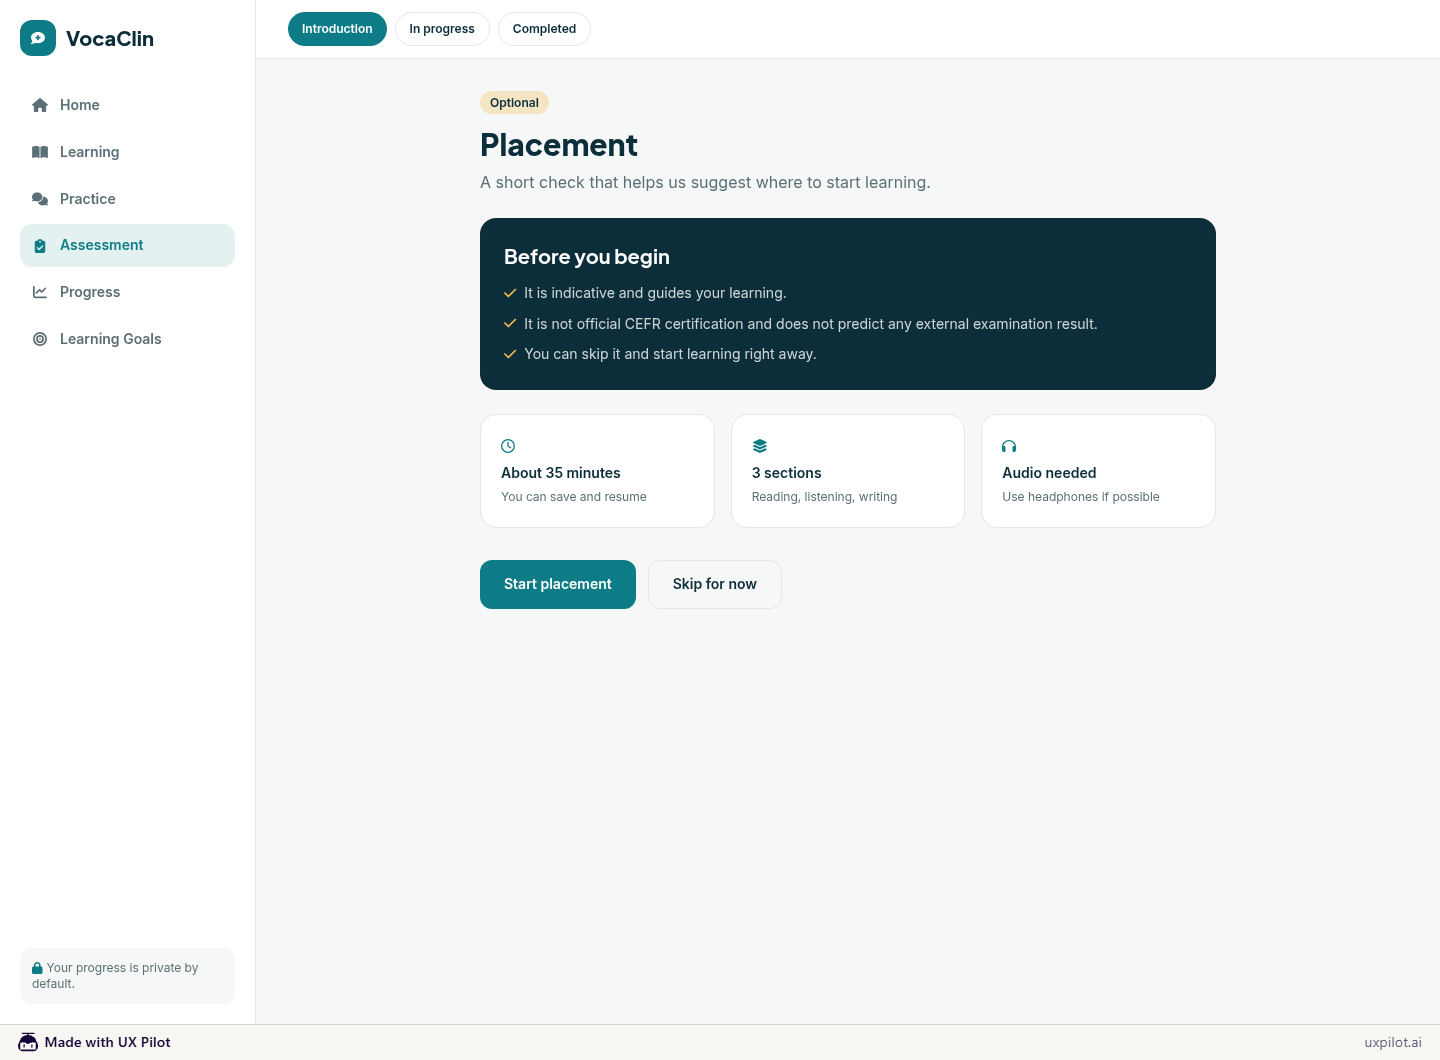 VocaClin
Home
Learning
Practice
Assessment
Progress
Learning Goals
Your progress is private by
default.
Introduction
In progress
Completed
Optional
Placement
A short check that helps us suggest where to start learning.
Before you begin
It is indicative and guides your learning.
It is not official CEFR certification and does not predict any external examination result.
You can skip it and start learning right away.
About 35 minutes
You can save and resume
3 sections
Reading, listening, writing
Audio needed
Use headphones if possible
Start placement
Skip for now
Made with UX Pilot
uxpilot.ai